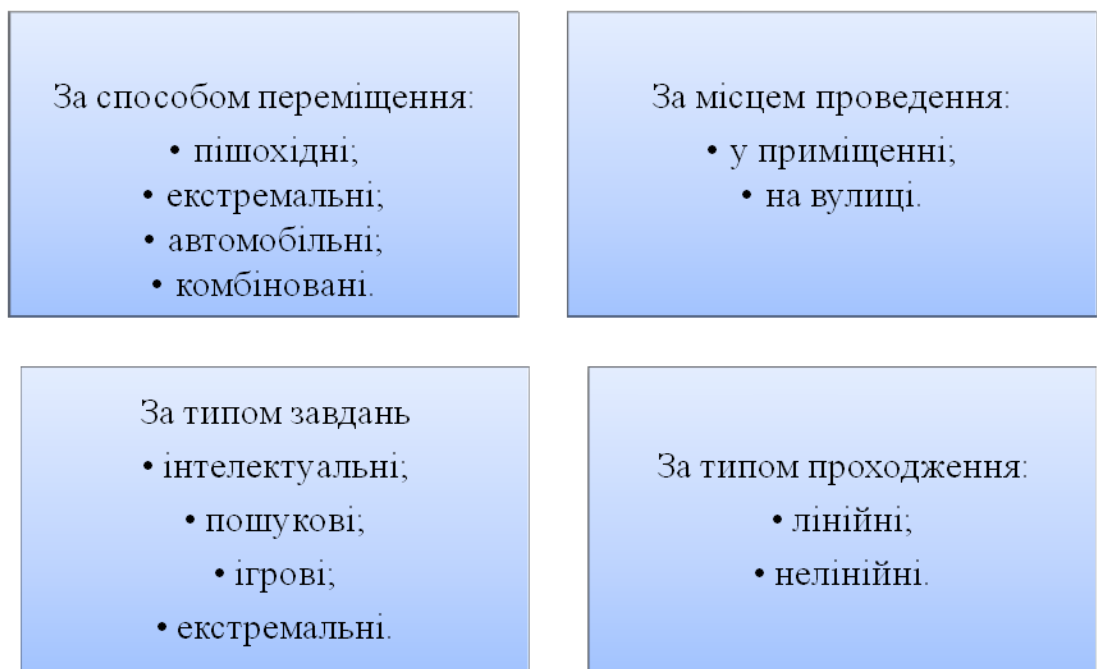 За способом переміщення:
• пішохідні;
• екстремальні;
• автомобільні;
• комбіновані.
За місцем проведення:
• у приміщенні;
• на вулиці.
За типом завдань
• інтелектуальні;
• пошукові;
• ігрові;
• екстремальні.
За типом проходження:
• лінійні;
• нелінійні.